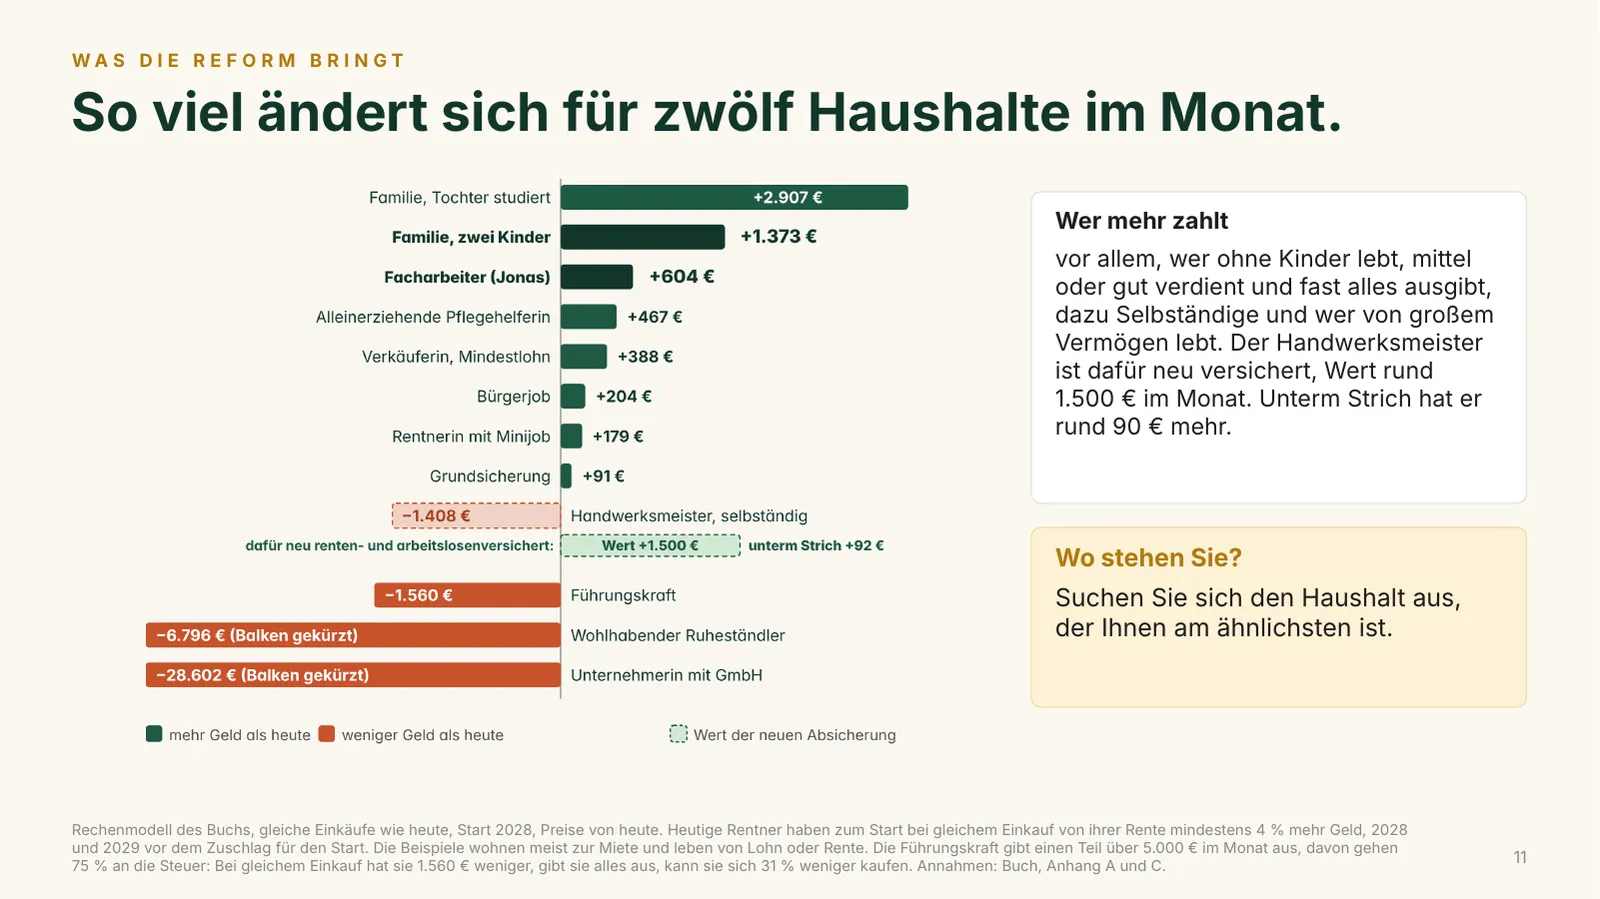 WAS DIE REFORM BRINGT
So viel ändert sich für zwölf Haushalte im Monat.
Familie, Tochter studiert +2.907 €
Familie, zwei Kinder +1.373 €
Facharbeiter (Jonas) +604 €
Alleinerziehende Pflegehelferin +467 €
Verkäuferin, Mindestlohn +388 €
Bürgerjob +204 €
Rentnerin mit Minijob +179 €
Grundsicherung +91 €
−1.408 € Handwerksmeister, selbständig
dafür neu renten- und arbeitslosenversichert: Wert +1.500 € unterm Strich +92 €
−1.560 € Führungskraft
−6.796 € (Balken gekürzt) Wohlhabender Ruheständler
−28.602 € (Balken gekürzt) Unternehmerin mit GmbH
mehr Geld als heute weniger Geld als heute Wert der neuen Absicherung
Wer mehr zahlt
vor allem, wer ohne Kinder lebt, mittel
oder gut verdient und fast alles ausgibt,
dazu Selbständige und wer von großem
Vermögen lebt. Der Handwerksmeister
ist dafür neu versichert, Wert rund
1.500 € im Monat. Unterm Strich hat er
rund 90 € mehr.
Wo stehen Sie?
Suchen Sie sich den Haushalt aus,
der Ihnen am ähnlichsten ist.
Rechenmodell des Buchs, gleiche Einkäufe wie heute, Start 2028, Preise von heute. Heutige Rentner haben zum Start bei gleichem Einkauf von ihrer Rente mindestens 4 % mehr Geld, 2028
und 2029 vor dem Zuschlag für den Start. Die Beispiele wohnen meist zur Miete und leben von Lohn oder Rente. Die Führungskraft gibt einen Teil über 5.000 € im Monat aus, davon gehen
75 % an die Steuer: Bei gleichem Einkauf hat sie 1.560 € weniger, gibt sie alles aus, kann sie sich 31 % weniger kaufen. Annahmen: Buch, Anhang A und C.
11